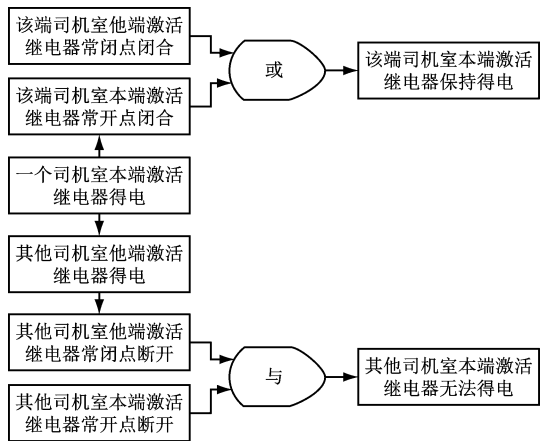 该端司机室他端激活
继电器常闭点闭合
或
该端司机室本端激活
继电器保持得电
该端司机室本端激活
继电器常开点闭合
一个司机室本端激活
继电器得电
其他司机室他端激活
继电器得电
其他司机室他端激活
继电器常闭点断开
与
其他司机室本端激活
继电器无法得电
其他司机室本端激活
继电器常开点断开